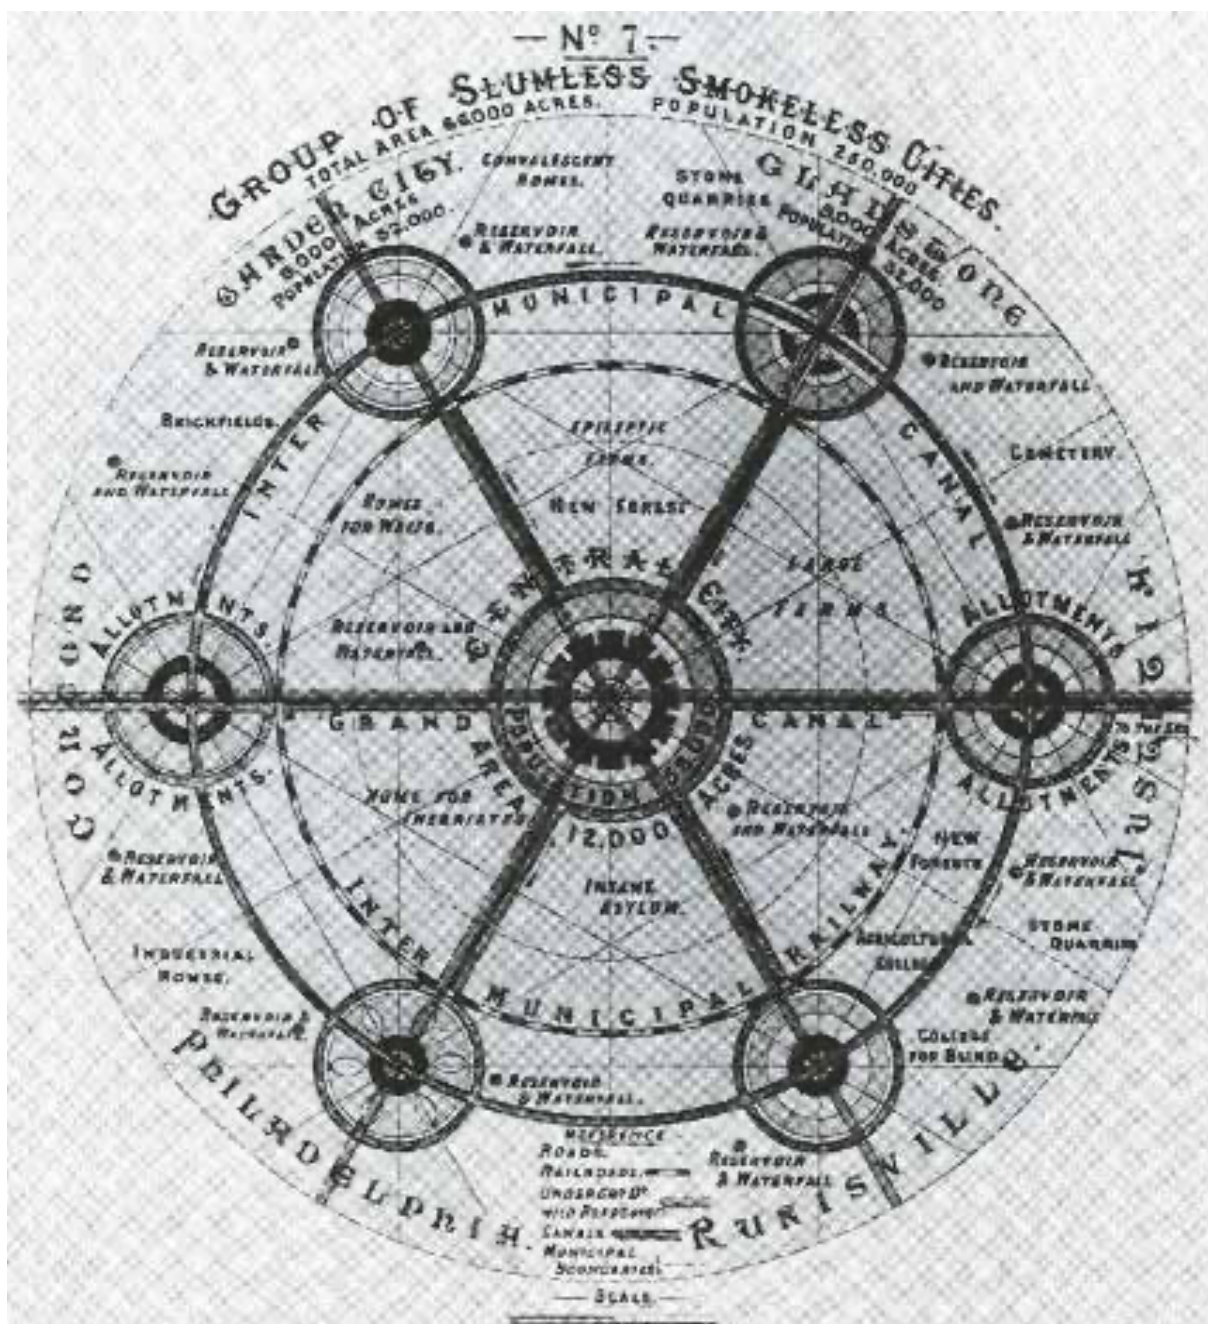 — Nº 7. —
GROUP OF SLUMLESS SMOKELESS CITIES.
TOTAL AREA 66000 ACRES. POPULATION 250,000
GARDEN CITY.
9,000 ACRES
POPULATION 32,000.
CONVALESCENT
HOMES.
STONE
QUARRIES
GLADSTONE
9,000 ACRES.
POPULATION
32,000
RESERVOIR
& WATERFALL.
RESERVOIR &
WATERFALL.
INTER MUNICIPAL CANAL
RESERVOIR
& WATERFALL
RESERVOIR
AND WATERFALL
BRICKFIELDS.
EPILEPTIC
FARMS.
CEMETERY.
RESERVOIR
AND WATERFALL
HOMES
FOR WAIFS.
NEW FOREST
RESERVOIR
& WATERFALL
LARGE
FARMS
CENTRAL CITY.
CONCORD
ALLOTMENTS.
ALLOTMENTS
RESERVOIR AND
WATERFALL.
GRAND CANAL
TO THE SEA
AREA 12,000 ACRES
POPULATION
ALLOTMENTS.
ALLOTMENTS
HOME FOR
INEBRIATES
RESERVOIR
AND WATERFALL
NEW
FORESTS
RESERVOIR
& WATERFALL
RESERVOIR
& WATERFALL
INSANE
ASYLUM.
INTER MUNICIPAL RAILWAY.
AGRICULTURAL
COLLEGE
STONE
QUARRIES
INDUSTRIAL
HOMES.
RESERVOIR
& WATERFALL
RESERVOIR &
WATERFALL.
COLLEGE
FOR BLIND.
RESERVOIR
& WATERFALL.
RESERVOIR
& WATERFALL
PHILADELPHIA.
RURISVILLE.
REFERENCE
ROADS.
RAILROADS.
CANALS
MUNICIPAL
BOUNDARIES.
— SCALE. —